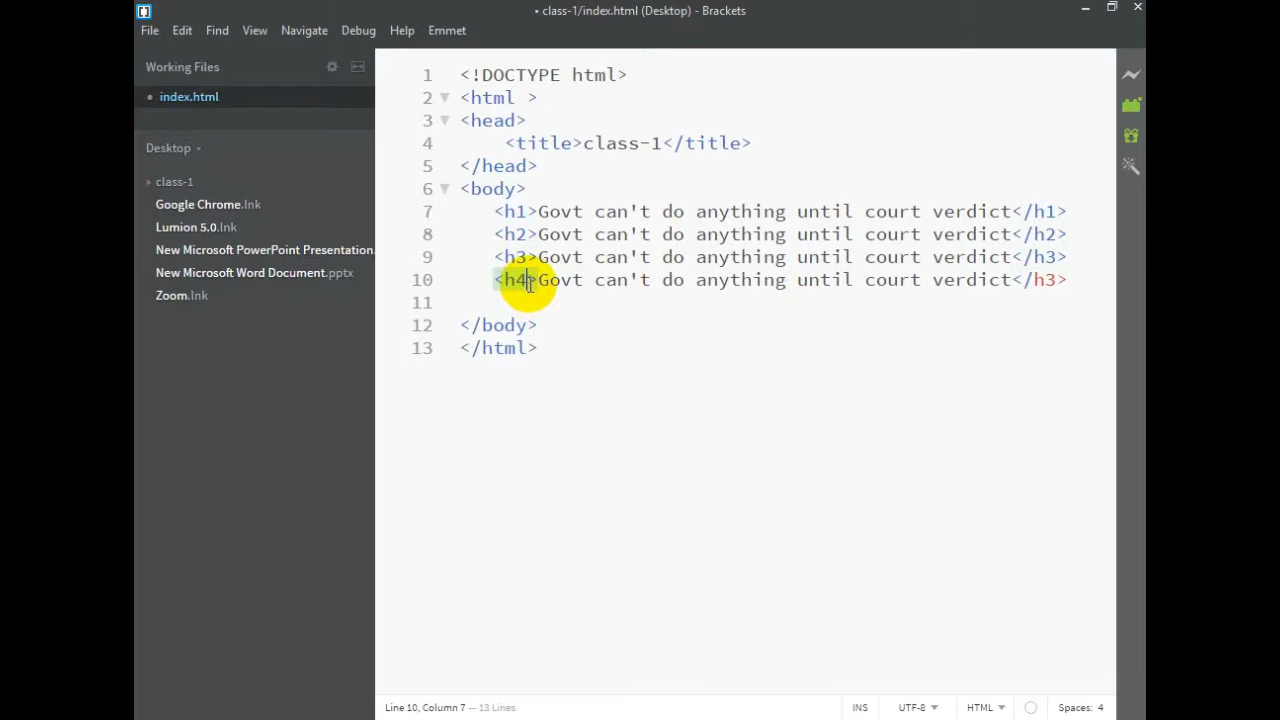 • class-1/index.html (Desktop) - Brackets
File Edit Find View Navigate Debug Help Emmet
Working Files
• index.html
Desktop
class-1
Google Chrome.lnk
Lumion 5.0.lnk
New Microsoft PowerPoint Presentation.
New Microsoft Word Document.pptx
Zoom.lnk
1 <!DOCTYPE html>
2 <html >
3 <head>
4 <title>class-1</title>
5 </head>
6 <body>
7 <h1>Govt can't do anything until court verdict</h1>
8 <h2>Govt can't do anything until court verdict</h2>
9 <h3>Govt can't do anything until court verdict</h3>
10 <h4>Govt can't do anything until court verdict</h3>
11
12 </body>
13 </html>
Line 10, Column 7 — 13 Lines INS UTF-8 HTML Spaces: 4